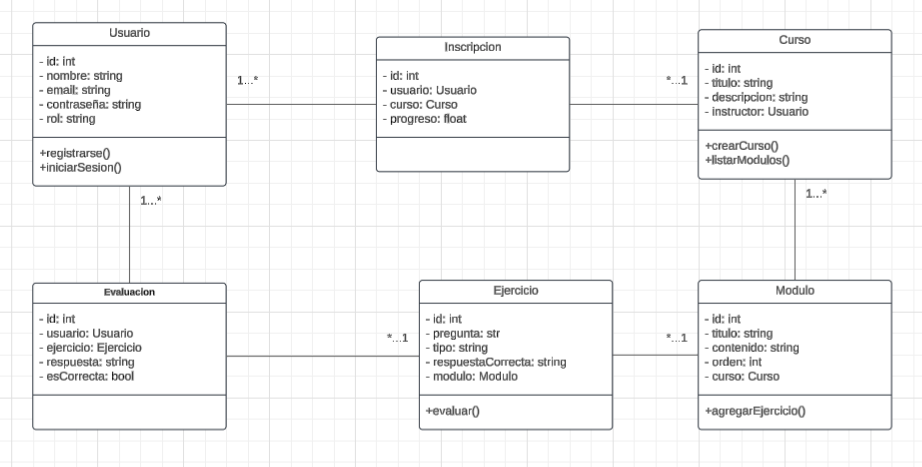 Usuario
- id: int
- nombre: string
- email: string
- contraseña: string
- rol: string
+registrarse()
+iniciarSesion()
1...*
Inscripcion
- id: int
- usuario: Usuario
- curso: Curso
- progreso: float
*...1
Curso
- id: int
- titulo: string
- descripcion: string
- instructor: Usuario
+crearCurso()
+listarModulos()
1...*
1...*
Evaluacion
- id: int
- usuario: Usuario
- ejercicio: Ejercicio
- respuesta: string
- esCorrecta: bool
*...1
Ejercicio
- id: int
- pregunta: str
- tipo: string
- respuestaCorrecta: string
- modulo: Modulo
+evaluar()
*...1
Modulo
- id: int
- titulo: string
- contenido: string
- orden: int
- curso: Curso
+agregarEjercicio()